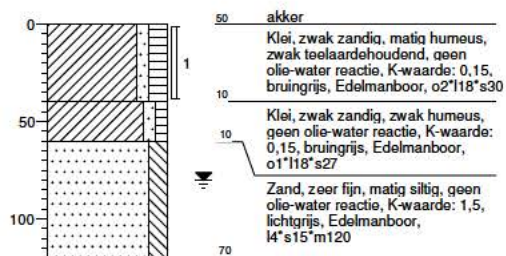 0
50
100
1
50
10
10
70
akker
Klei, zwak zandig, matig humeus,
zwak teelaardehoudend, geen
olie-water reactie, K-waarde: 0,15,
bruingrijs, Edelmanboor, o2*l18*s30
Klei, zwak zandig, zwak humeus,
geen olie-water reactie, K-waarde:
0,15, bruingrijs, Edelmanboor,
o1*l18*s27
Zand, zeer fijn, matig siltig, geen
olie-water reactie, K-waarde: 1,5,
lichtgrijs, Edelmanboor,
l4*s15*m120